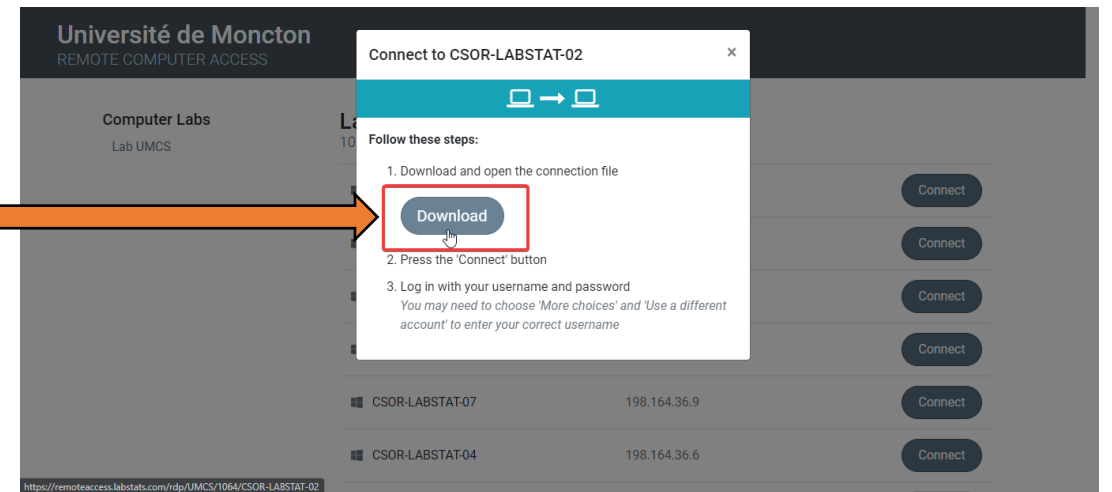 Université de Moncton
REMOTE COMPUTER ACCESS
Connect to CSOR-LABSTAT-02
×
Computer Labs
Lab UMCS
La
10
Follow these steps:
1. Download and open the connection file
Download
2. Press the 'Connect' button
3. Log in with your username and password
You may need to choose 'More choices' and 'Use a different
account' to enter your correct username
Connect
Connect
Connect
Connect
CSOR-LABSTAT-07 198.164.36.9 Connect
CSOR-LABSTAT-04 198.164.36.6 Connect
https://remoteaccess.labstats.com/rdp/UMCS/1064/CSOR-LABSTAT-02